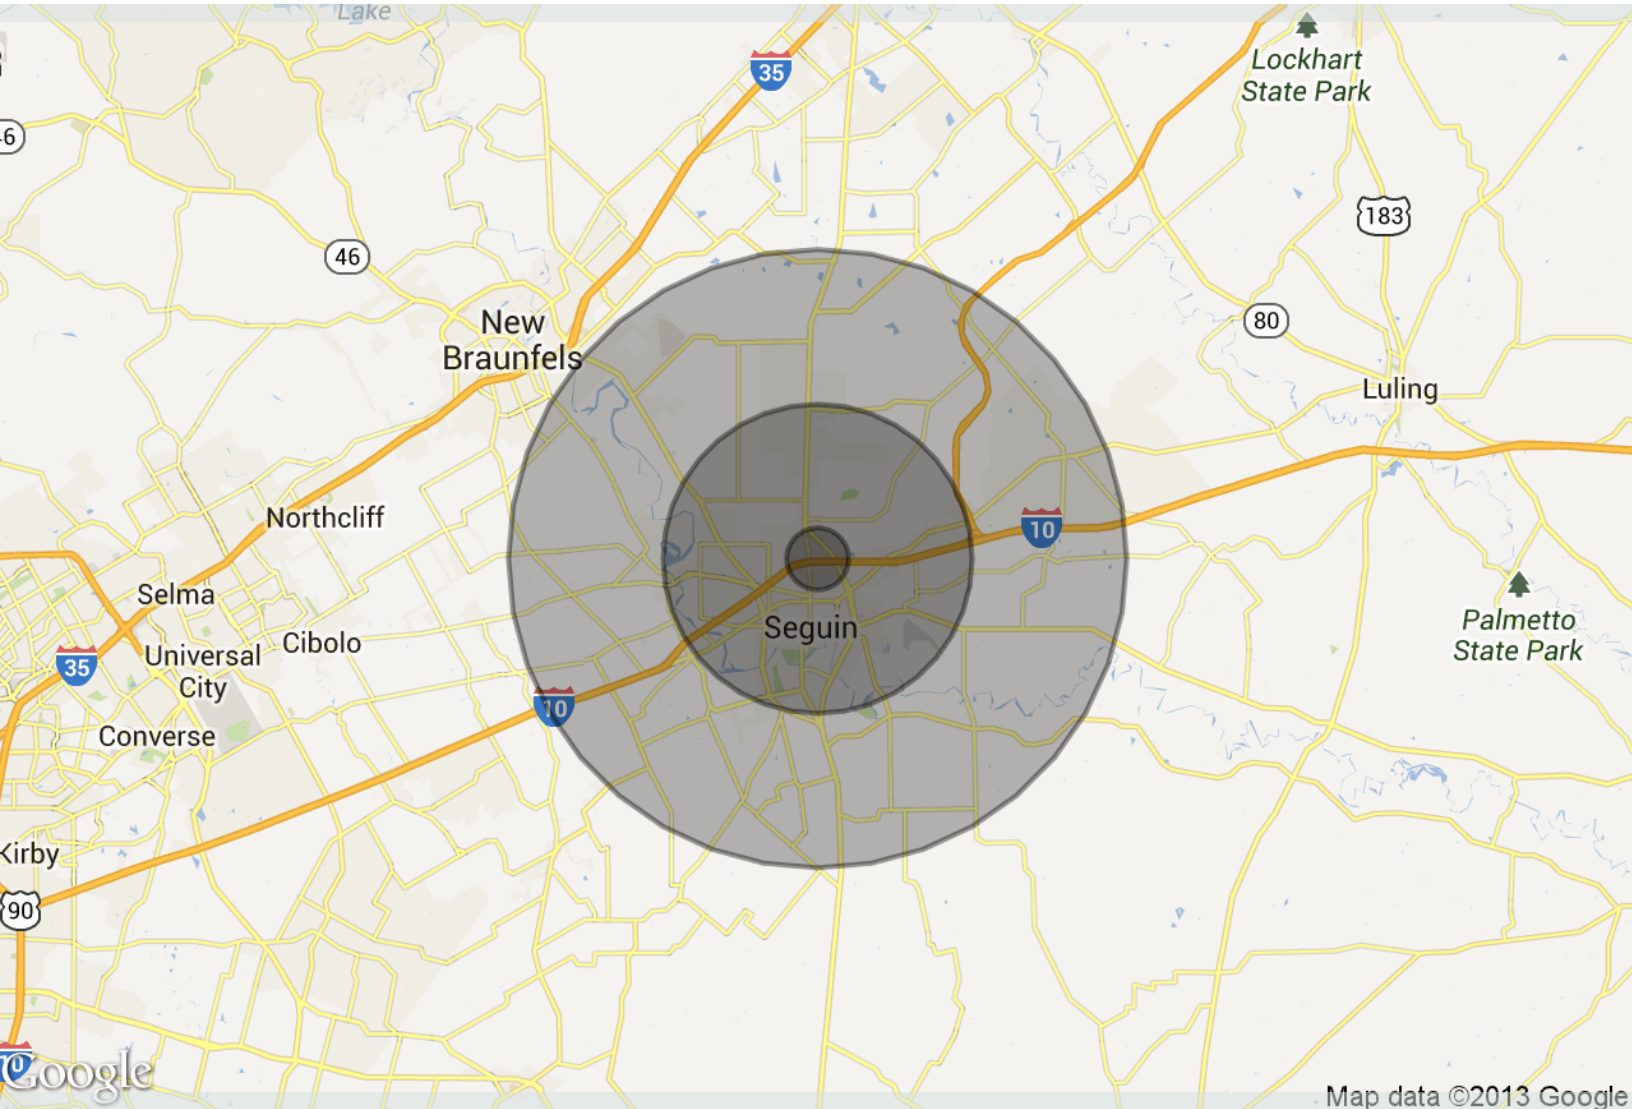 Lake
35
Lockhart
State Park
46
183
46
New
Braunfels
80
Luling
Northcliff
10
Selma
Palmetto
State Park
Seguin
Cibolo
Universal
City
35
10
Converse
Kirby
90
10
Google
Map data ©2013 Google